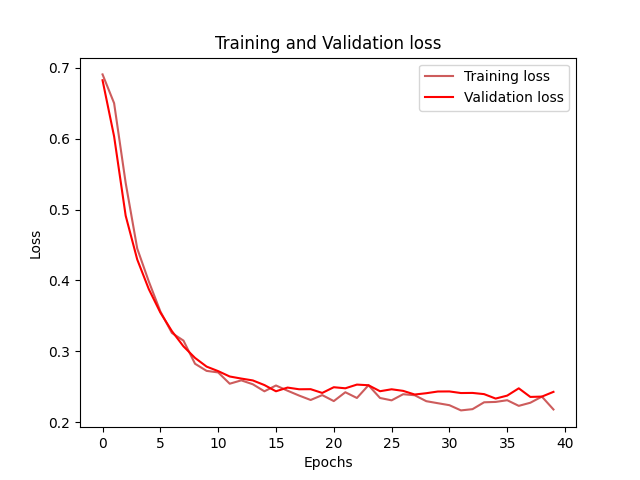 Training and Validation loss
Training loss
Validation loss
Loss
0.7
0.6
0.5
0.4
0.3
0.2
0 5 10 15 20 25 30 35 40
Epochs